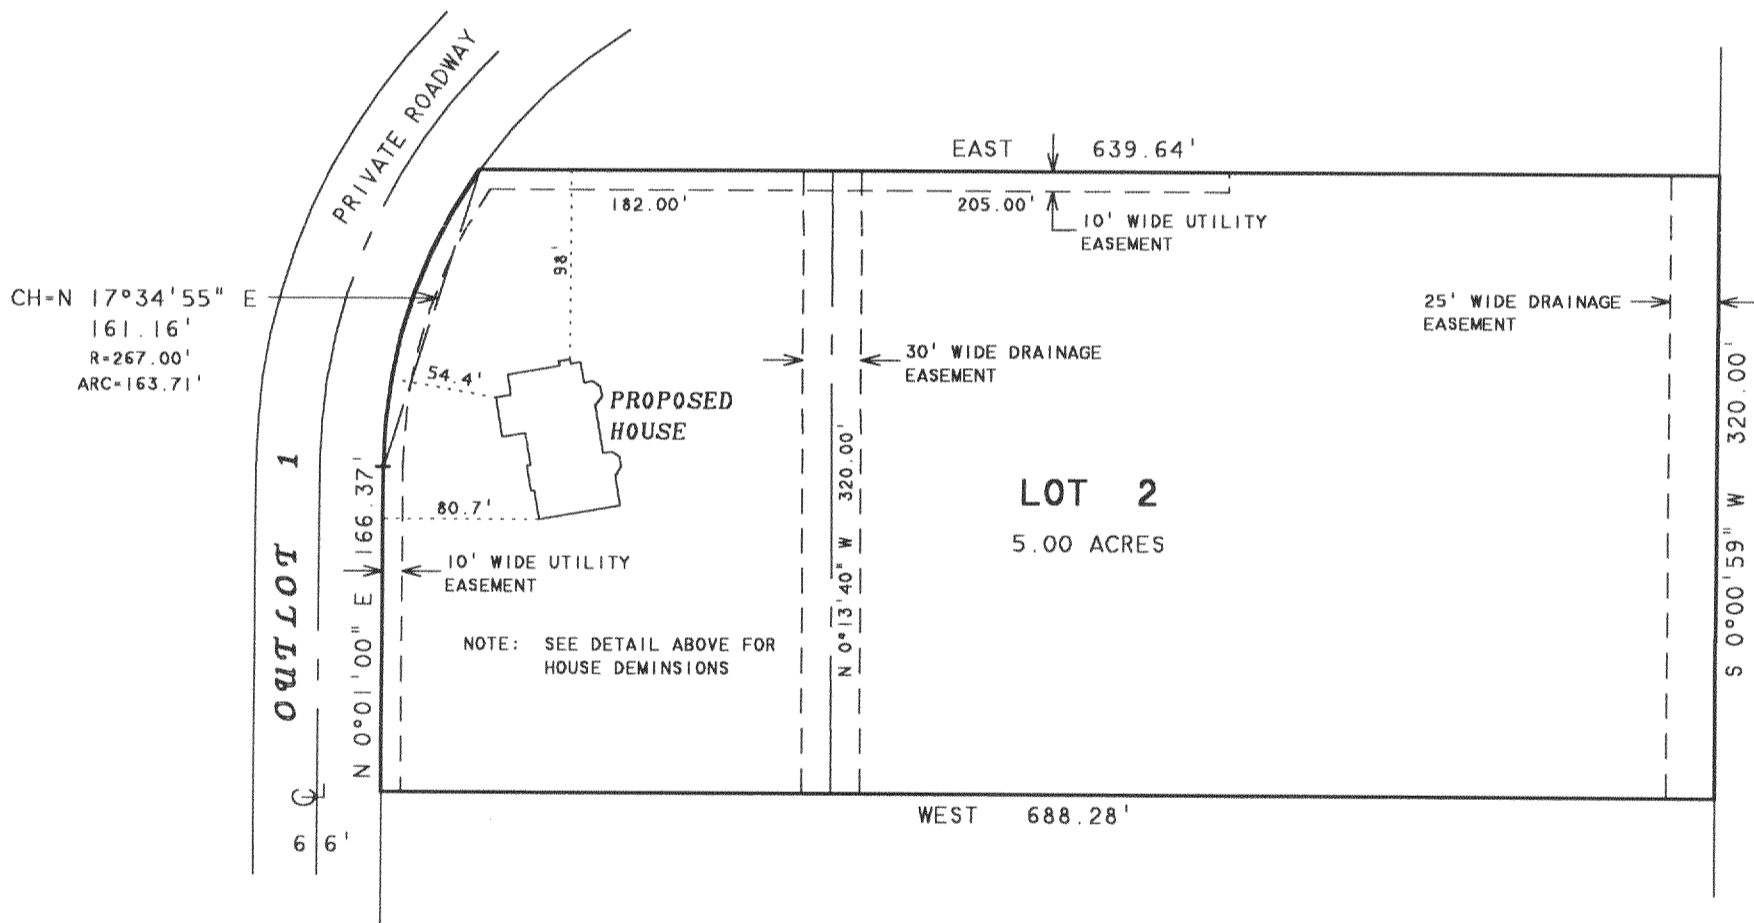 PRIVATE ROADWAY
EAST 639.64'
182.00'
205.00'
10' WIDE UTILITY
EASEMENT
98'
CH=N 17°34'55" E
161.16'
R=267.00'
ARC=163.71'
25' WIDE DRAINAGE
EASEMENT
30' WIDE DRAINAGE
EASEMENT
54.4'
PROPOSED
HOUSE
80.7'
LOT 2
5.00 ACRES
10' WIDE UTILITY
EASEMENT
NOTE: SEE DETAIL ABOVE FOR
HOUSE DEMINSIONS
OUTLOT 1
N 0°01'00" E 166.37'
N 0°13'40" W 320.00'
S 0°00'59" W 320.00'
WEST 688.28'
66'